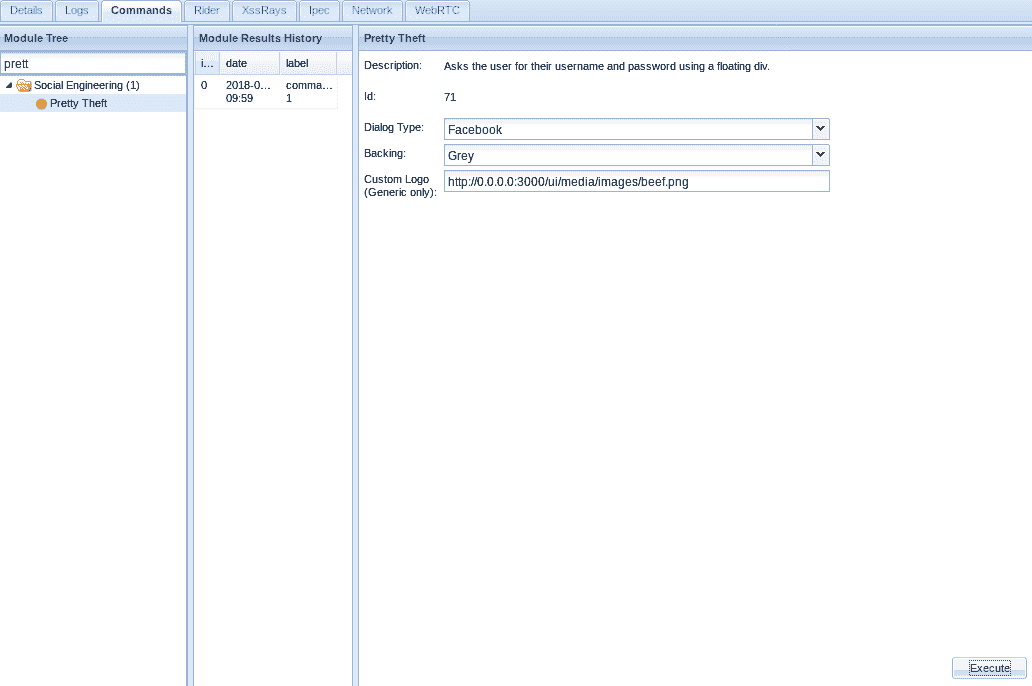 Details Logs Commands Rider XssRays Ipec Network WebRTC
Module Tree
prett
Social Engineering (1)
Pretty Theft
Module Results History
i... date label
0 2018-0... comma...
09:59 1
Pretty Theft
Description: Asks the user for their username and password using a floating div.
Id: 71
Dialog Type: Facebook
Backing: Grey
Custom Logo
(Generic only): http://0.0.0.0:3000/ui/media/images/beef.png
Execute